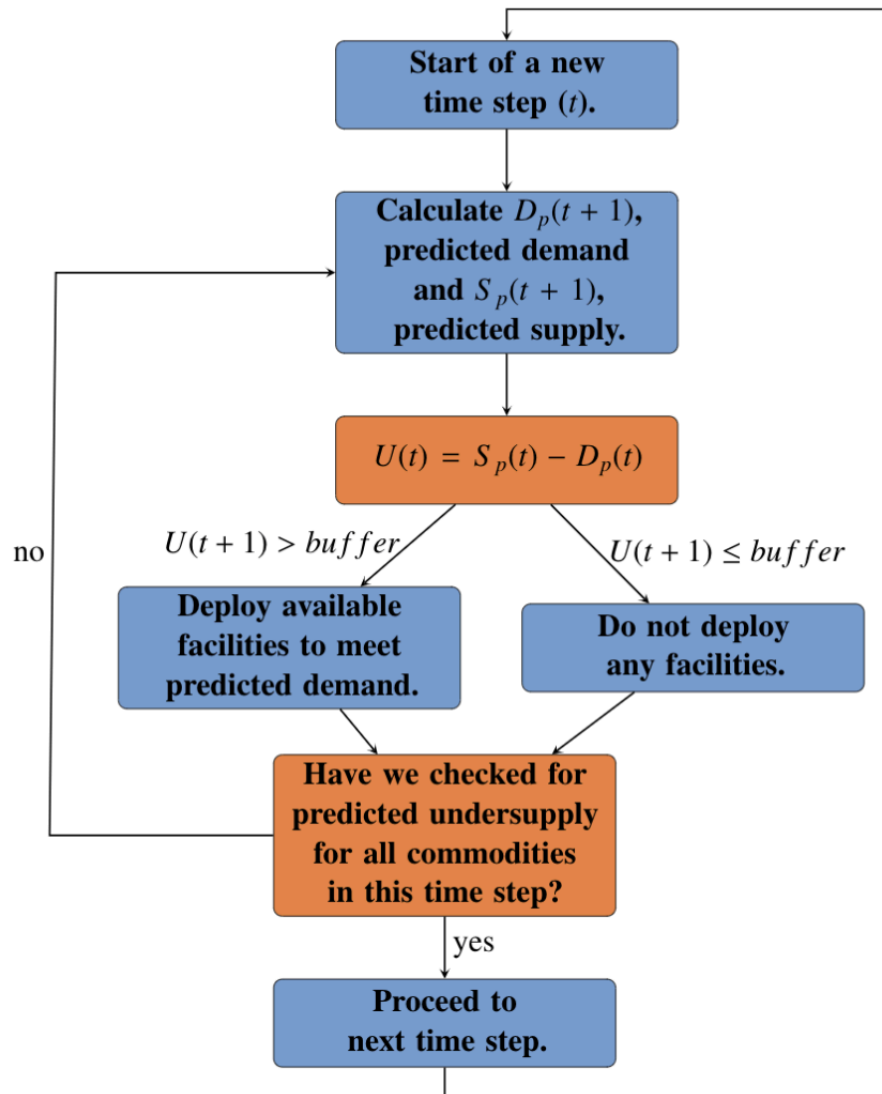 Start of a new
time step (t).
Calculate D_p(t + 1),
predicted demand
and S_p(t + 1),
predicted supply.
U(t) = S_p(t) − D_p(t)
U(t + 1) > buffer
U(t + 1) ≤ buffer
no
Deploy available
facilities to meet
predicted demand.
Do not deploy
any facilities.
Have we checked for
predicted undersupply
for all commodities
in this time step?
yes
Proceed to
next time step.